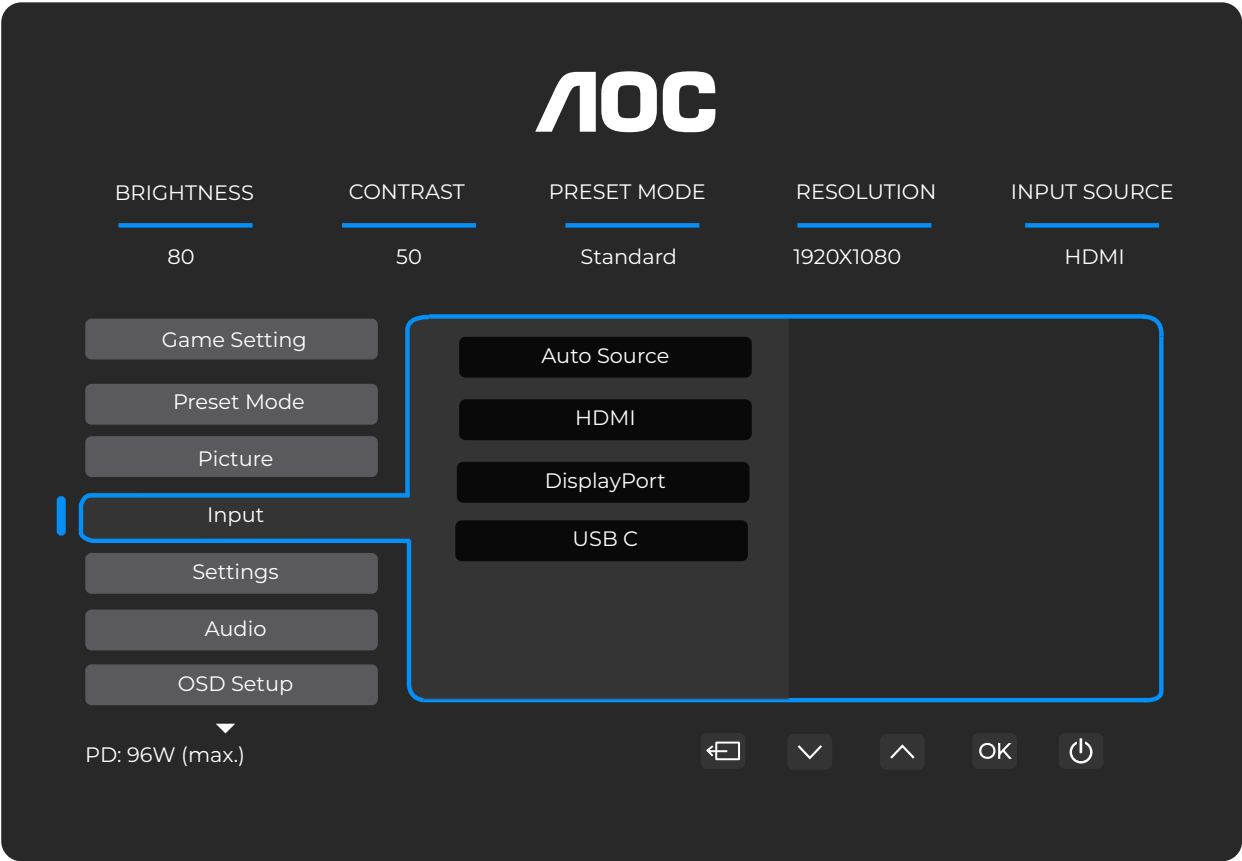 AOC
BRIGHTNESS CONTRAST PRESET MODE RESOLUTION INPUT SOURCE
80 50 Standard 1920X1080 HDMI
Game Setting
Preset Mode
Picture
Input
Settings
Audio
OSD Setup
Auto Source
HDMI
DisplayPort
USB C
PD: 96W (max.)
OK